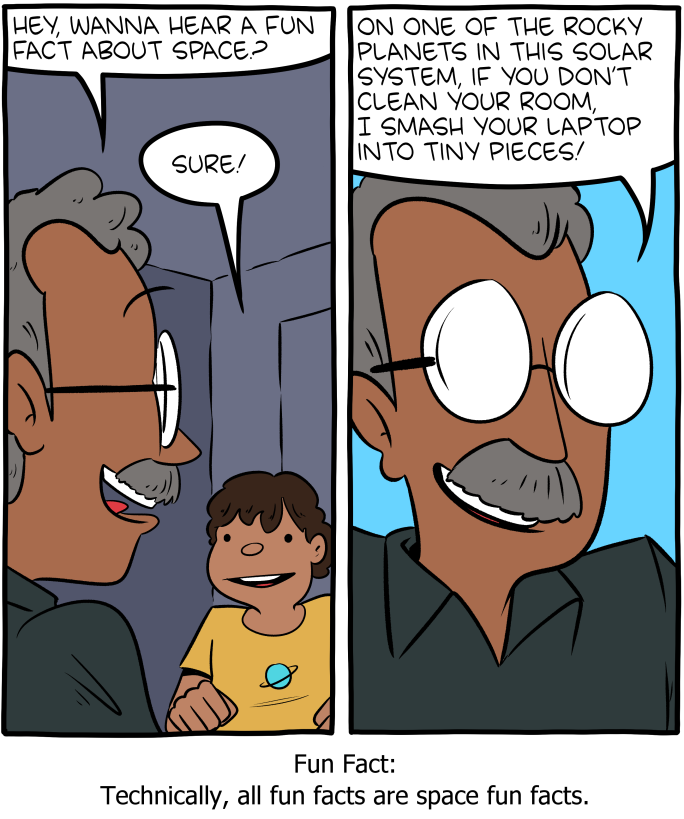 HEY, WANNA HEAR A FUN
FACT ABOUT SPACE?
SURE!
ON ONE OF THE ROCKY
PLANETS IN THIS SOLAR
SYSTEM, IF YOU DON'T
CLEAN YOUR ROOM,
I SMASH YOUR LAPTOP
INTO TINY PIECES!
Fun Fact:
Technically, all fun facts are space fun facts.